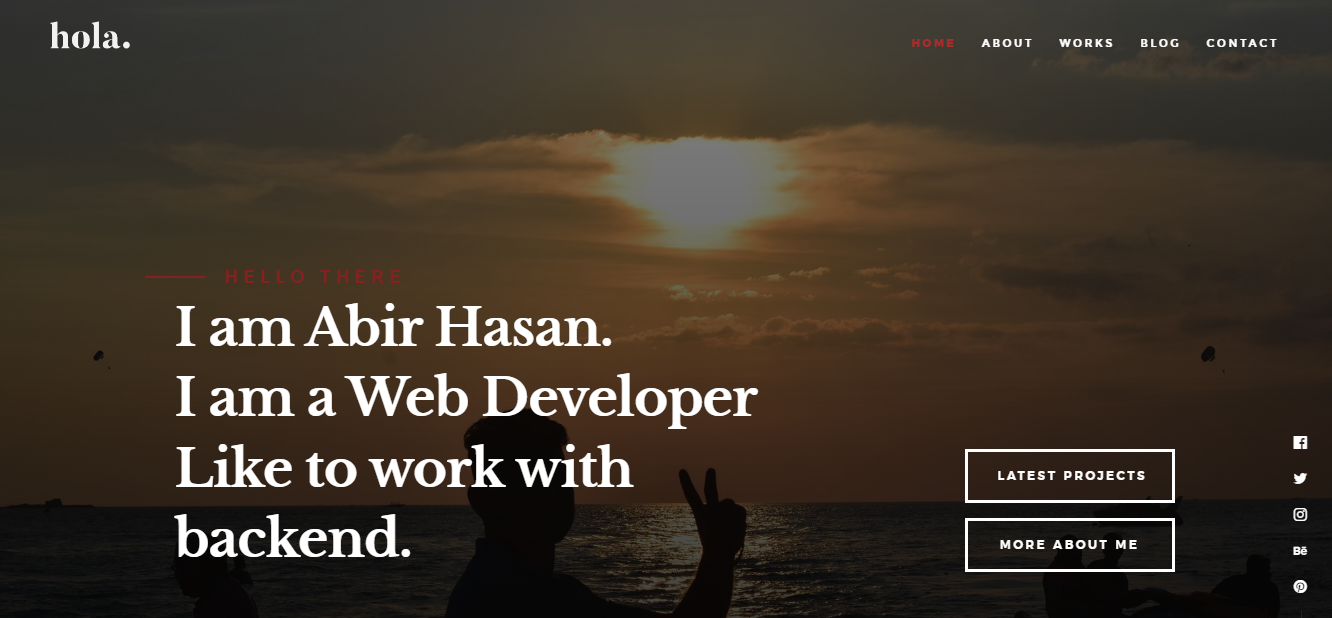 hola.
HOME ABOUT WORKS BLOG CONTACT
HELLO THERE
I am Abir Hasan.
I am a Web Developer
Like to work with
backend.
LATEST PROJECTS
MORE ABOUT ME
Bē